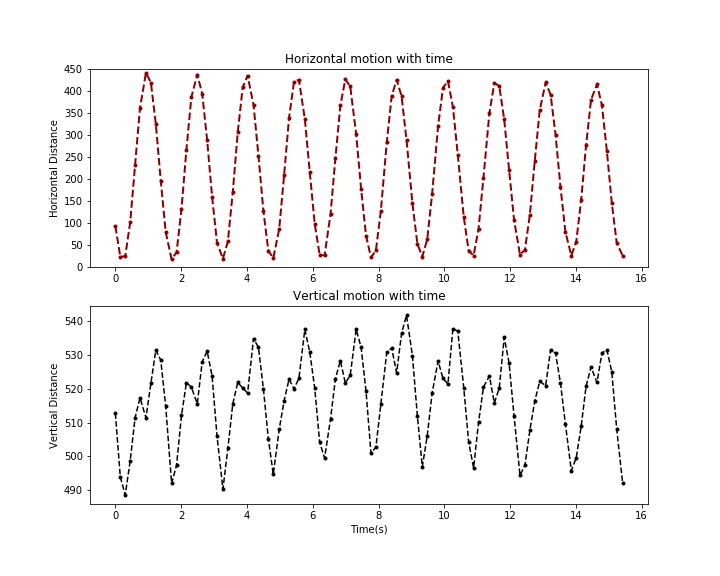 Horizontal motion with time
Horizontal Distance
450
400
350
300
250
200
150
100
50
0
0 2 4 6 8 10 12 14 16
Vertical motion with time
Vertical Distance
540
530
520
510
500
490
0 2 4 6 8 10 12 14 16
Time(s)